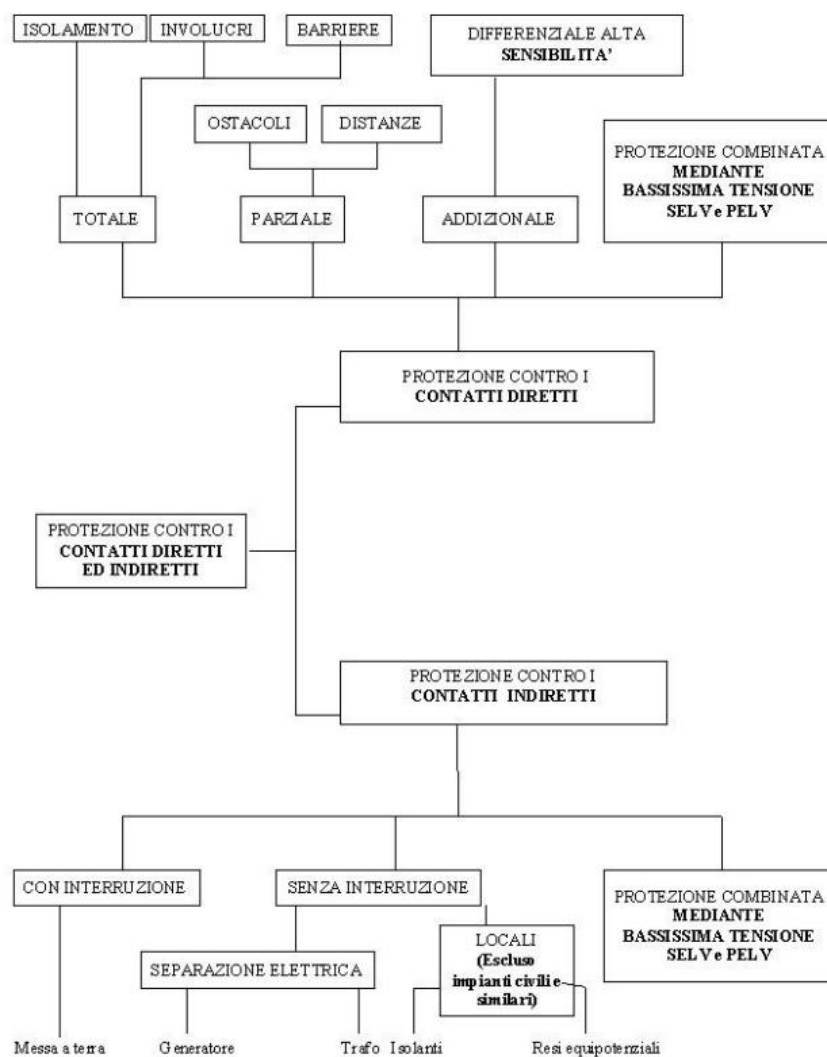 ISOLAMENTO
INVOLUCRI
BARRIERE
DIFFERENZIALE ALTA
SENSIBILITA'
OSTACOLI
DISTANZE
PROTEZIONE COMBINATA
MEDIANTE
BASSISSIMA TENSIONE
SELV e PELV
TOTALE
PARZIALE
ADDIZIONALE
PROTEZIONE CONTRO I
CONTATTI DIRETTI
PROTEZIONE CONTRO I
CONTATTI DIRETTI
ED INDIRETTI
PROTEZIONE CONTRO I
CONTATTI INDIRETTI
CON INTERRUZIONE
SENZA INTERRUZIONE
PROTEZIONE COMBINATA
MEDIANTE
BASSISSIMA TENSIONE
SELV e PELV
LOCALI
(Escluso
impianti civili e
similari)
SEPARAZIONE ELETTRICA
Messa a terra
Generatore
Trafo
Isolanti
Resi equipotenziali